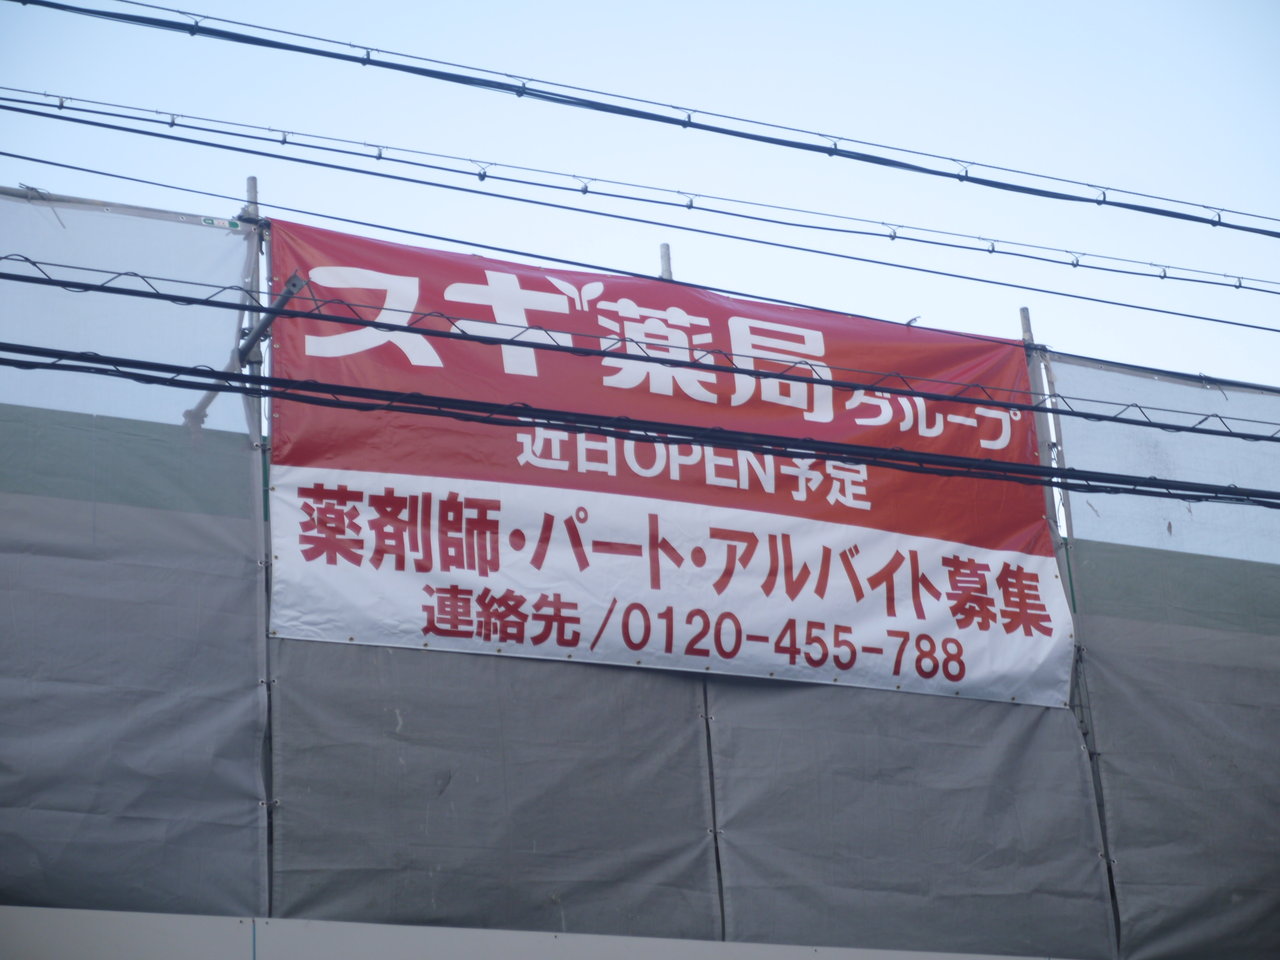 スギ薬局グループ
近日OPEN予定
薬剤師・パート・アルバイト募集
連絡先/0120-455-788